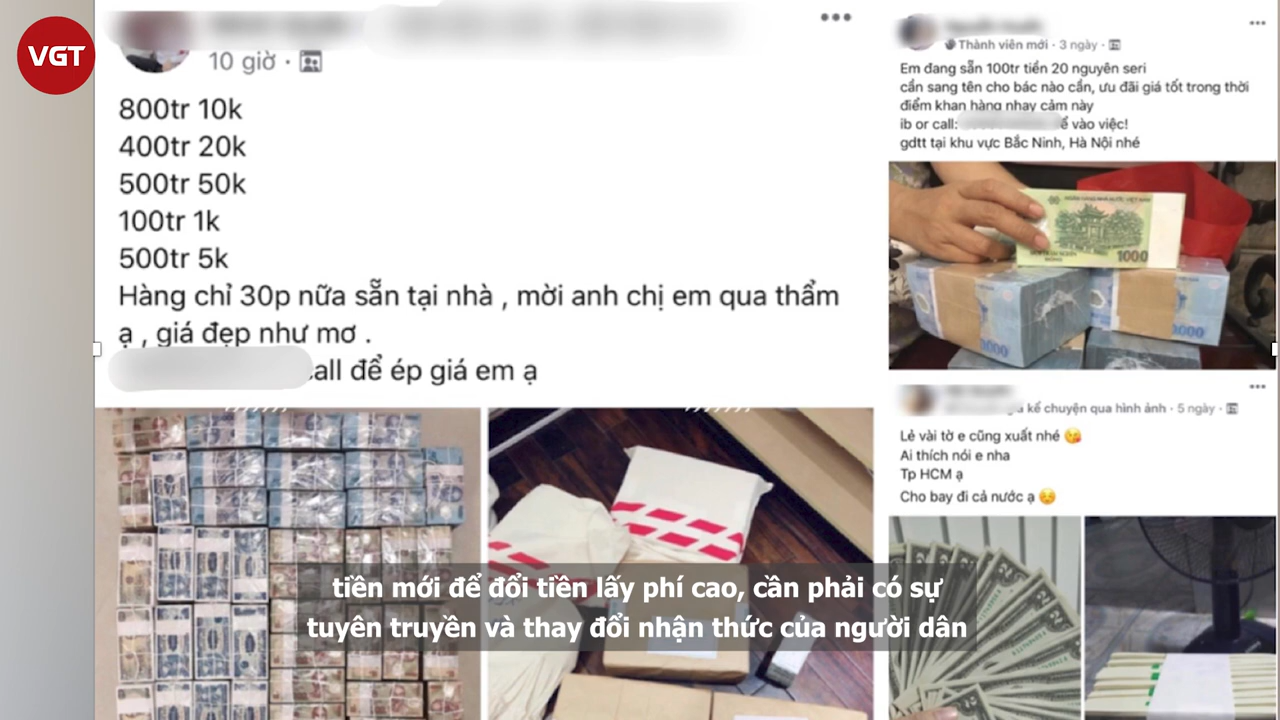 VGT
10 giờ ·
800tr 10k
400tr 20k
500tr 50k
100tr 1k
500tr 5k
Hàng chỉ 30p nữa sẵn tại nhà , mời anh chị em qua thẩm
ạ , giá đẹp như mơ .
call để ép giá em ạ
Thành viên mới · 3 ngày ·
Em đang sẵn 100tr tiền 20 nguyên seri
cần sang tên cho bác nào cần, ưu đãi giá tốt trong thời
điểm khan hàng nhạy cảm này
ib or call: để vào việc!
gdtt tại khu vực Bắc Ninh, Hà Nội nhé
1000
kể chuyện qua hình ảnh · 5 ngày ·
Lẻ vài tờ e cũng xuất nhé 😘
Ai thích nói e nha
Tp HCM ạ
Cho bay đi cả nước ạ ☺️
tiền mới để đổi tiền lấy phí cao, cần phải có sự
tuyên truyền và thay đổi nhận thức của người dân